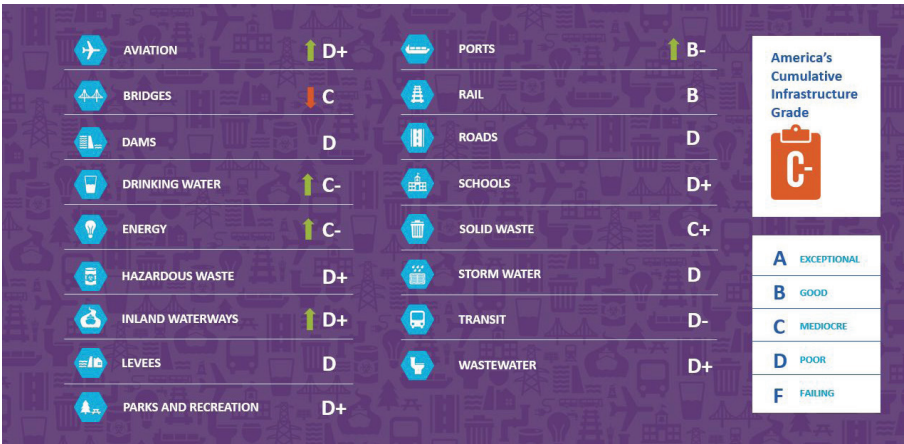 AVIATION D+
BRIDGES C
DAMS D
DRINKING WATER C-
ENERGY C-
HAZARDOUS WASTE D+
INLAND WATERWAYS D+
LEVEES D
PARKS AND RECREATION D+
PORTS B-
RAIL B
ROADS D
SCHOOLS D+
SOLID WASTE C+
STORM WATER D
TRANSIT D-
WASTEWATER D+
America's
Cumulative
Infrastructure
Grade
C-
A EXCEPTIONAL
B GOOD
C MEDIOCRE
D POOR
F FAILING